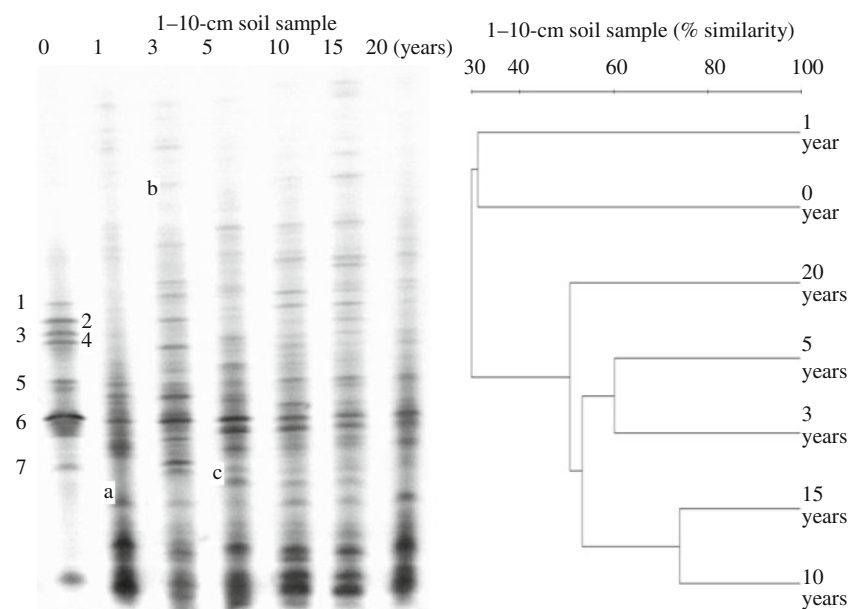 1–10-cm soil sample
0 1 3 5 10 15 20 (years)
b
1
2
3
4
5
6
7
a
c
1–10-cm soil sample (% similarity)
30 40 60 80 100
1
year
0
year
20
years
5
years
3
years
15
years
10
years